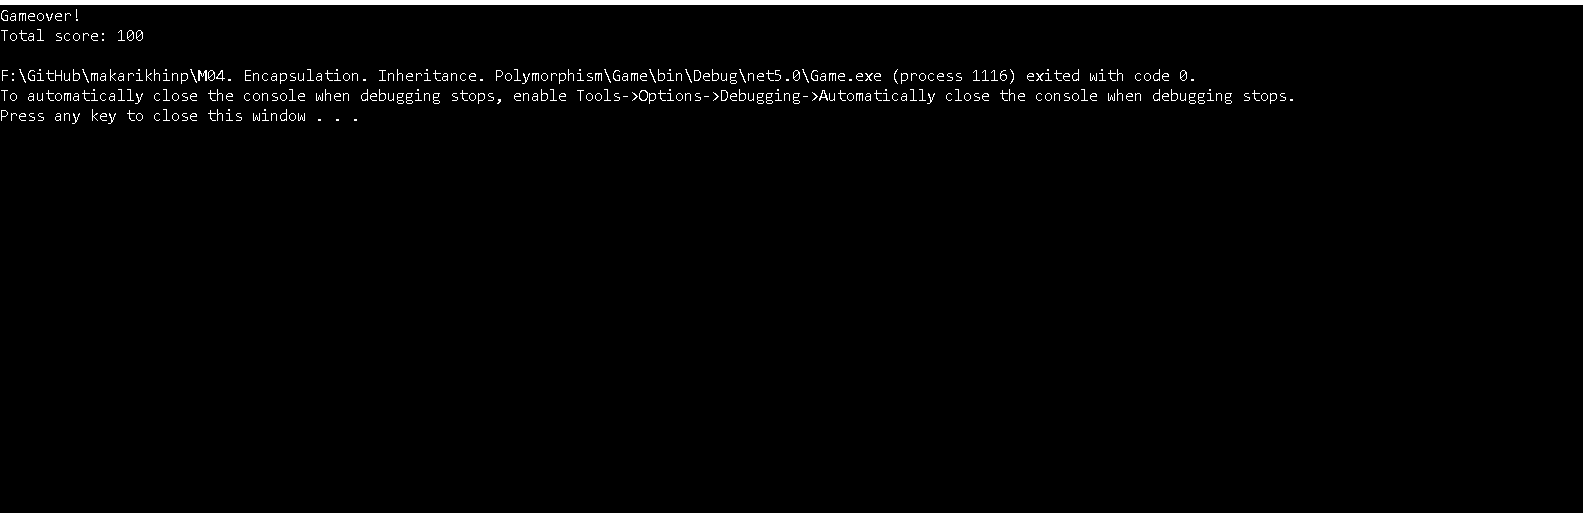 Gameover!
Total score: 100
F:\GitHub\makarikhinp\M04. Encapsulation. Inheritance. Polymorphism\Game\bin\Debug\net5.0\Game.exe (process 1116) exited with code 0.
To automatically close the console when debugging stops, enable Tools->Options->Debugging->Automatically close the console when debugging stops.
Press any key to close this window . . .